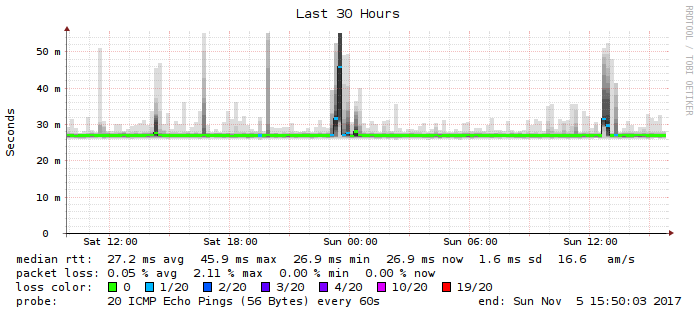 Last 30 Hours
RRDTOOL / TOBI OETIKER
Seconds
50 m
40 m
30 m
20 m
10 m
0
Sat 12:00 Sat 18:00 Sun 00:00 Sun 06:00 Sun 12:00
median rtt: 27.2 ms avg 45.9 ms max 26.9 ms min 26.9 ms now 1.6 ms sd 16.6 am/s
packet loss: 0.05 % avg 2.11 % max 0.00 % min 0.00 % now
loss color: 0 1/20 2/20 3/20 4/20 10/20 19/20
probe: 20 ICMP Echo Pings (56 Bytes) every 60s end: Sun Nov 5 15:50:03 2017